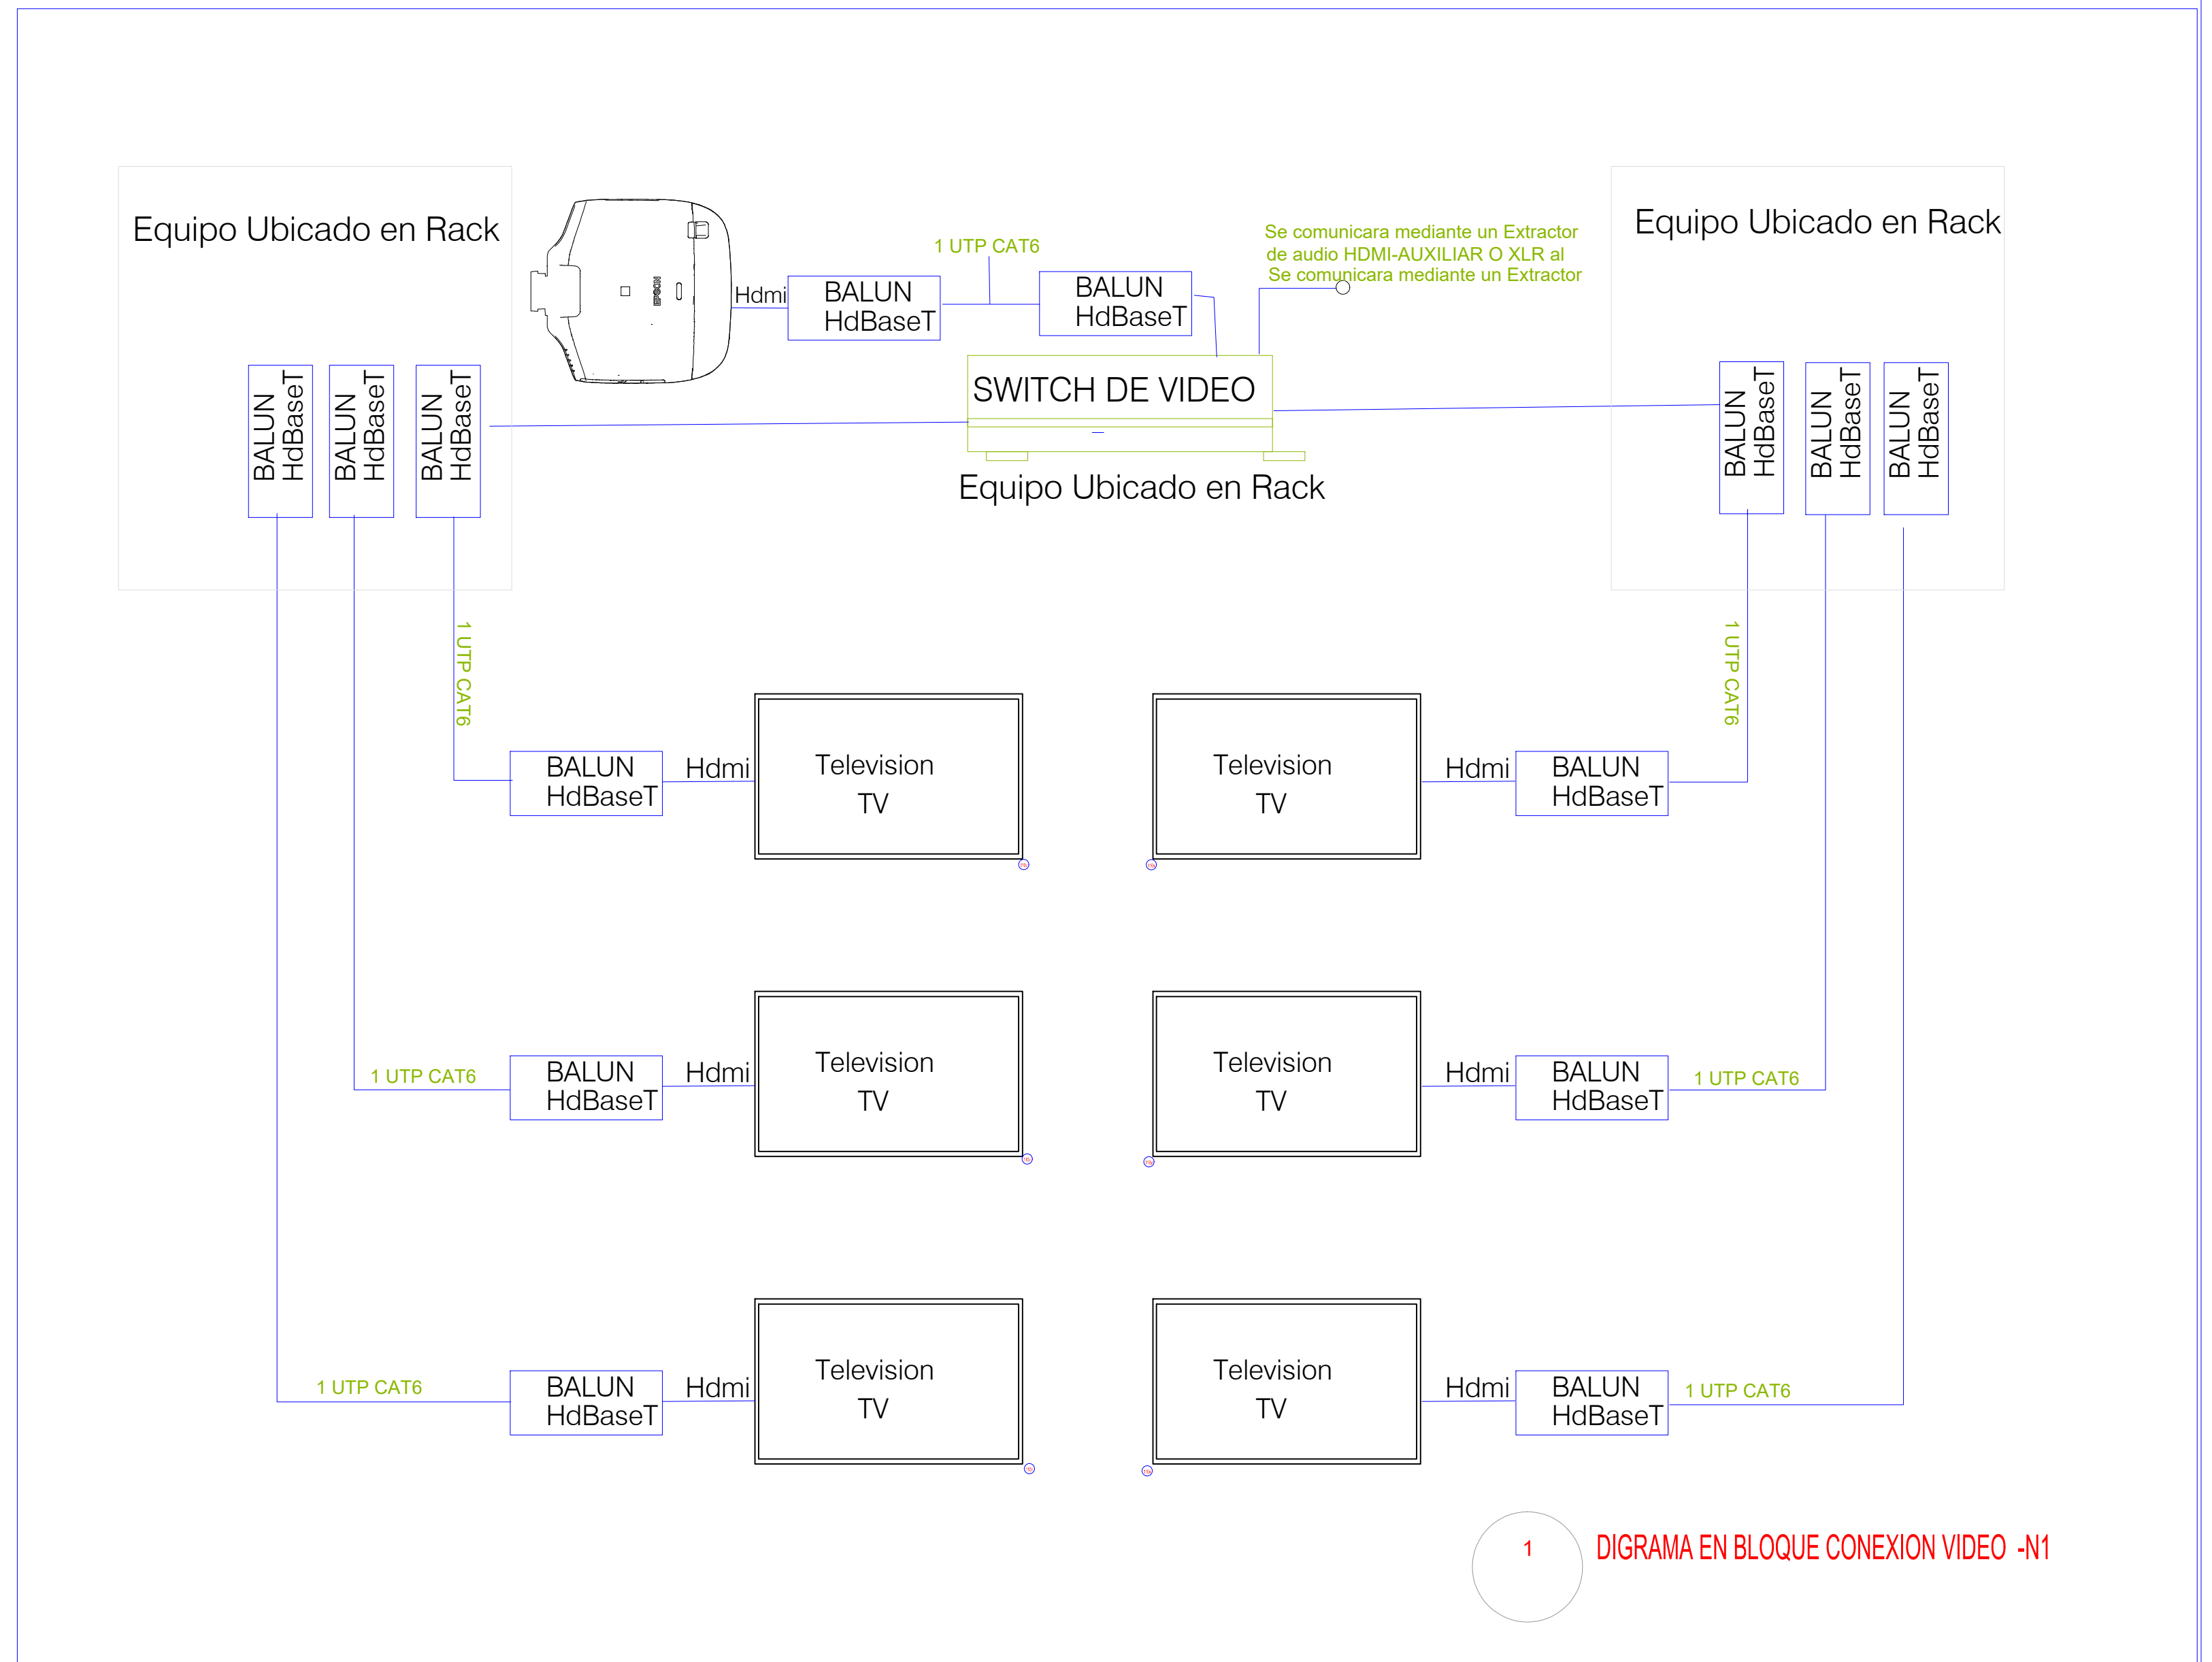 Equipo Ubicado en Rack
Equipo Ubicado en Rack
Se comunicara mediante un Extractor
de audio HDMI-AUXILIAR O XLR al
Se comunicara mediante un Extractor
1 UTP CAT6
EPSON
Hdmi
BALUN
HdBaseT
BALUN
HdBaseT
SWITCH DE VIDEO
Equipo Ubicado en Rack
BALUN
HdBaseT
BALUN
HdBaseT
BALUN
HdBaseT
BALUN
HdBaseT
BALUN
HdBaseT
BALUN
HdBaseT
1 UTP CAT6
1 UTP CAT6
BALUN
HdBaseT
Hdmi
Television
TV
Television
TV
Hdmi
BALUN
HdBaseT
1 UTP CAT6
BALUN
HdBaseT
Hdmi
Television
TV
Television
TV
Hdmi
BALUN
HdBaseT
1 UTP CAT6
1 UTP CAT6
BALUN
HdBaseT
Hdmi
Television
TV
Television
TV
Hdmi
BALUN
HdBaseT
1 UTP CAT6
1
DIGRAMA EN BLOQUE CONEXION VIDEO -N1